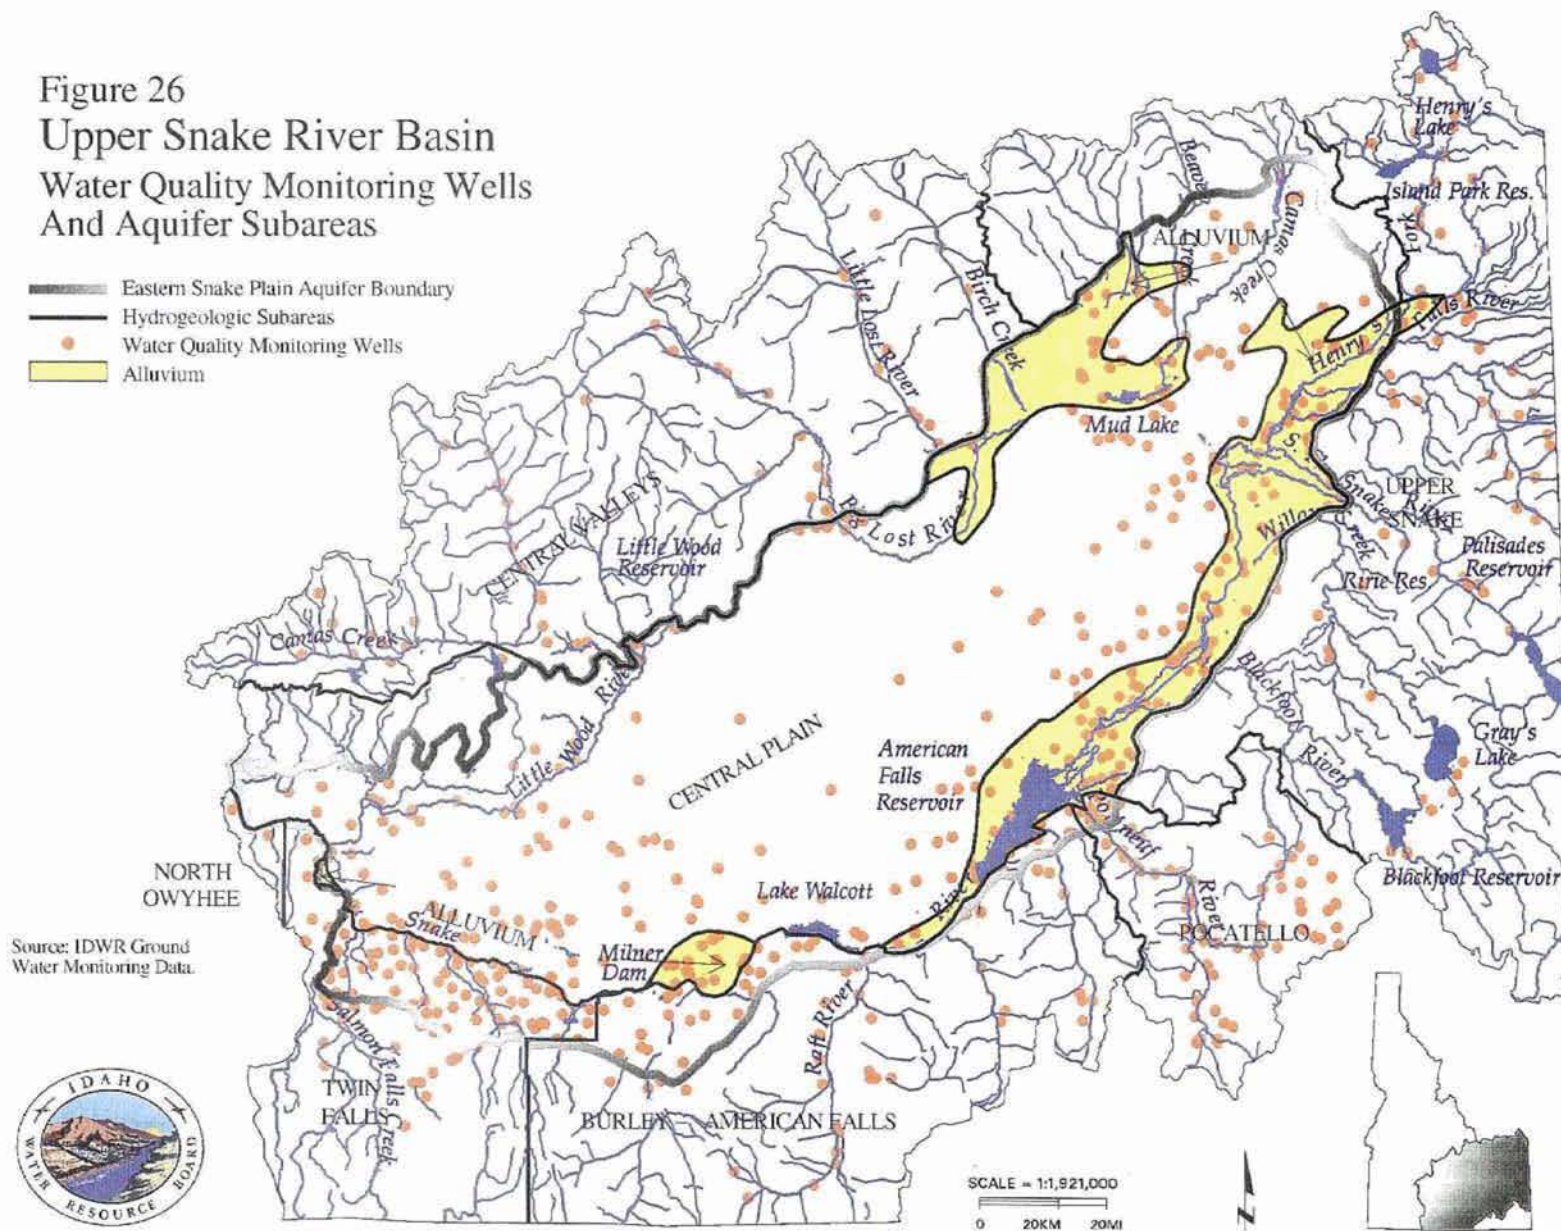 Figure 26
Upper Snake River Basin
Water Quality Monitoring Wells
And Aquifer Subareas
Eastern Snake Plain Aquifer Boundary
Hydrogeologic Subareas
Water Quality Monitoring Wells
Alluvium
Henry's
Lake
Island Park Res.
Fork
Henry's
Falls River
Beaver
Creek
Camas Creek
ALLUVIUM
Birch Creek
Little Lost River
Mud Lake
Big Lost River
S. Fork
Snake River
UPPER
SNAKE
Willow
Creek
Palisades
Reservoir
Ririe Res.
CENTRAL VALLEYS
Little Wood
Reservoir
Camas Creek
Little Wood River
CENTRAL PLAIN
American
Falls
Reservoir
Blackfoot
River
Gray's
Lake
Blackfoot Reservoir
Portneuf
River
POCATELLO
NORTH
OWYHEE
ALLUVIUM
Snake
River
Lake Walcott
Milner
Dam
Raft River
Salmon Falls Creek
TWIN
FALLS
BURLEY - AMERICAN FALLS
Source: IDWR Ground
Water Monitoring Data.
IDAHO
WATER RESOURCE BOARD
SCALE = 1:1,921,000
0 20KM 20MI
N